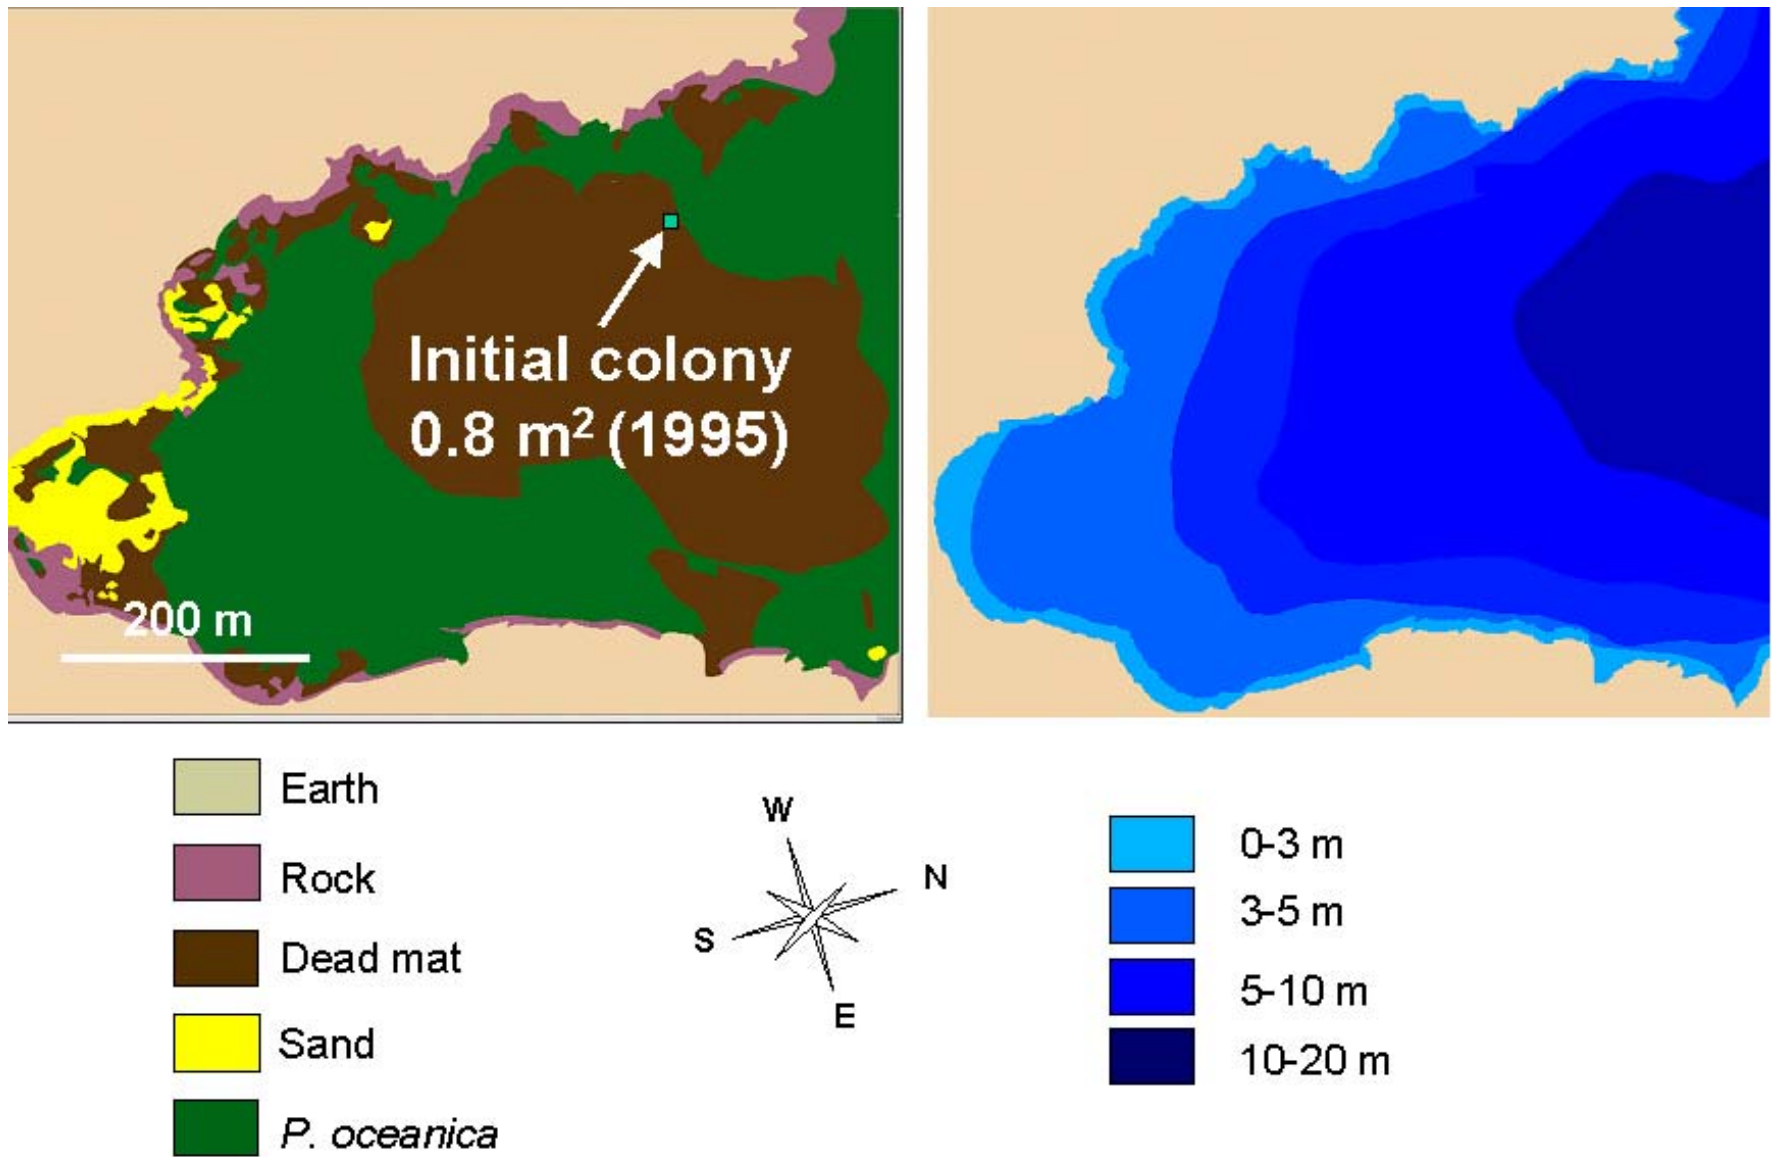 Initial colony
0.8 m² (1995)
200 m
Earth
Rock
Dead mat
Sand
P. oceanica
W
N
S
E
0-3 m
3-5 m
5-10 m
10-20 m